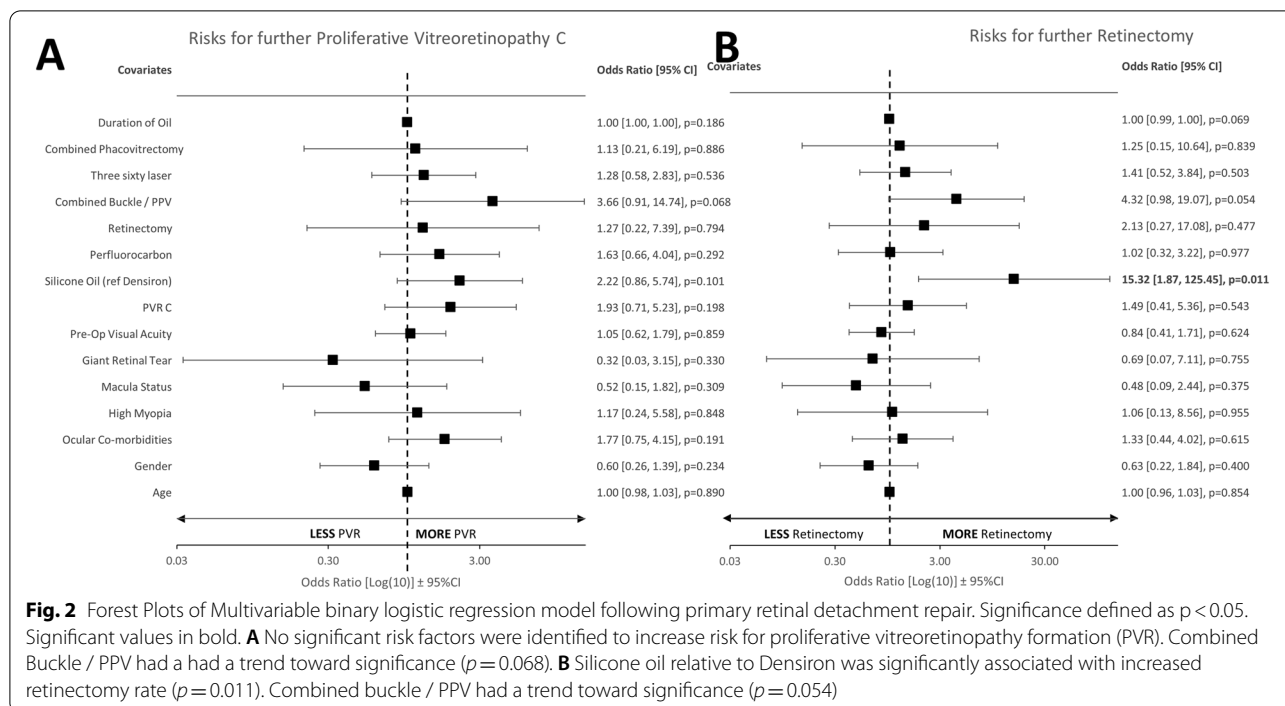 A
Risks for further Proliferative Vitreoretinopathy C
Covariates
Odds Ratio [95% CI]
Duration of Oil
1.00 [1.00, 1.00], p=0.186
Combined Phacovitrectomy
1.13 [0.21, 6.19], p=0.886
Three sixty laser
1.28 [0.58, 2.83], p=0.536
Combined Buckle / PPV
3.66 [0.91, 14.74], p=0.068
Retinectomy
1.27 [0.22, 7.39], p=0.794
Perfluorocarbon
1.63 [0.66, 4.04], p=0.292
Silicone Oil (ref Densiron)
2.22 [0.86, 5.74], p=0.101
PVR C
1.93 [0.71, 5.23], p=0.198
Pre-Op Visual Acuity
1.05 [0.62, 1.79], p=0.859
Giant Retinal Tear
0.32 [0.03, 3.15], p=0.330
Macula Status
0.52 [0.15, 1.82], p=0.309
High Myopia
1.17 [0.24, 5.58], p=0.848
Ocular Co-morbidities
1.77 [0.75, 4.15], p=0.191
Gender
0.60 [0.26, 1.39], p=0.234
Age
1.00 [0.98, 1.03], p=0.890
LESS PVR
MORE PVR
0.03
0.30
3.00
Odds Ratio [Log(10)] ± 95%CI
B
Risks for further Retinectomy
Covariates
Odds Ratio [95% CI]
1.00 [0.99, 1.00], p=0.069
1.25 [0.15, 10.64], p=0.839
1.41 [0.52, 3.84], p=0.503
4.32 [0.98, 19.07], p=0.054
2.13 [0.27, 17.08], p=0.477
1.02 [0.32, 3.22], p=0.977
15.32 [1.87, 125.45], p=0.011
1.49 [0.41, 5.36], p=0.543
0.84 [0.41, 1.71], p=0.624
0.69 [0.07, 7.11], p=0.755
0.48 [0.09, 2.44], p=0.375
1.06 [0.13, 8.56], p=0.955
1.33 [0.44, 4.02], p=0.615
0.63 [0.22, 1.84], p=0.400
1.00 [0.96, 1.03], p=0.854
LESS Retinectomy
MORE Retinectomy
0.03
0.30
3.00
30.00
Odds Ratio [Log(10)] ± 95%CI
Fig. 2 Forest Plots of Multivariable binary logistic regression model following primary retinal detachment repair. Significance defined as p < 0.05.
Significant values in bold. A No significant risk factors were identified to increase risk for proliferative vitreoretinopathy formation (PVR). Combined
Buckle / PPV had a had a trend toward significance (p = 0.068). B Silicone oil relative to Densiron was significantly associated with increased
retinectomy rate (p = 0.011). Combined buckle / PPV had a trend toward significance (p = 0.054)